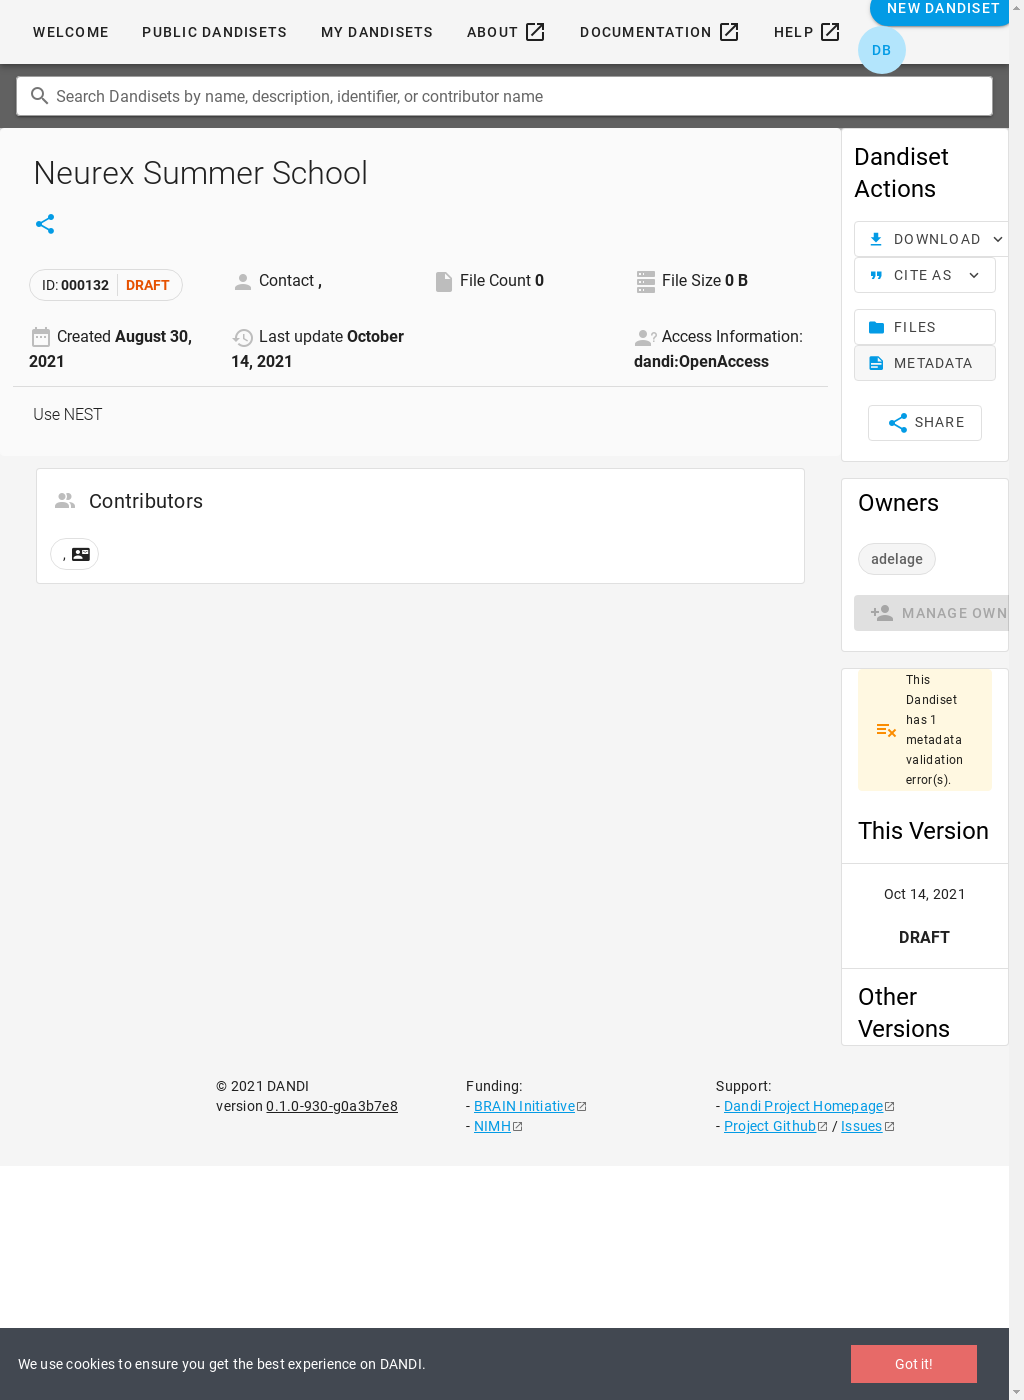 NEW DANDISET
WELCOME
PUBLIC DANDISETS
MY DANDISETS
ABOUT
DOCUMENTATION
HELP
DB
Search Dandisets by name, description, identifier, or contributor name
Neurex Summer School
ID: 000132 DRAFT
Contact ,
File Count 0
File Size 0 B
Created August 30,
2021
Last update October
14, 2021
Access Information:
dandi:OpenAccess
Use NEST
Contributors
,
Dandiset
Actions
DOWNLOAD
CITE AS
FILES
METADATA
SHARE
Owners
adelage
MANAGE OWN
This
Dandiset
has 1
metadata
validation
error(s).
This Version
Oct 14, 2021
DRAFT
Other
Versions
© 2021 DANDI
version 0.1.0-930-g0a3b7e8
Funding:
- BRAIN Initiative
- NIMH
Support:
- Dandi Project Homepage
- Project Github / Issues
We use cookies to ensure you get the best experience on DANDI.
Got it!